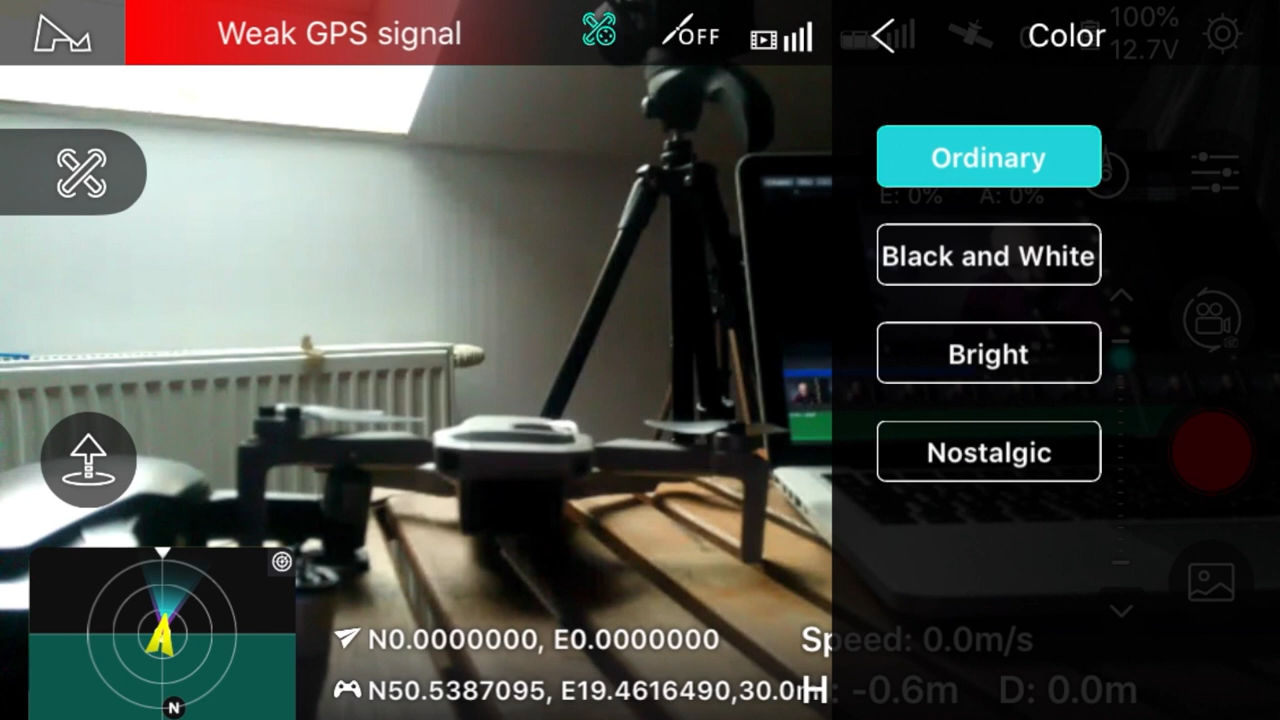 Weak GPS signal
OFF
Color
100%
12.7V
Ordinary
E: 0% A: 0%
Black and White
Bright
Nostalgic
N0.0000000, E0.0000000
Speed: 0.0m/s
N50.5387095, E19.4616490,30.0m
H: -0.6m D: 0.0m
N